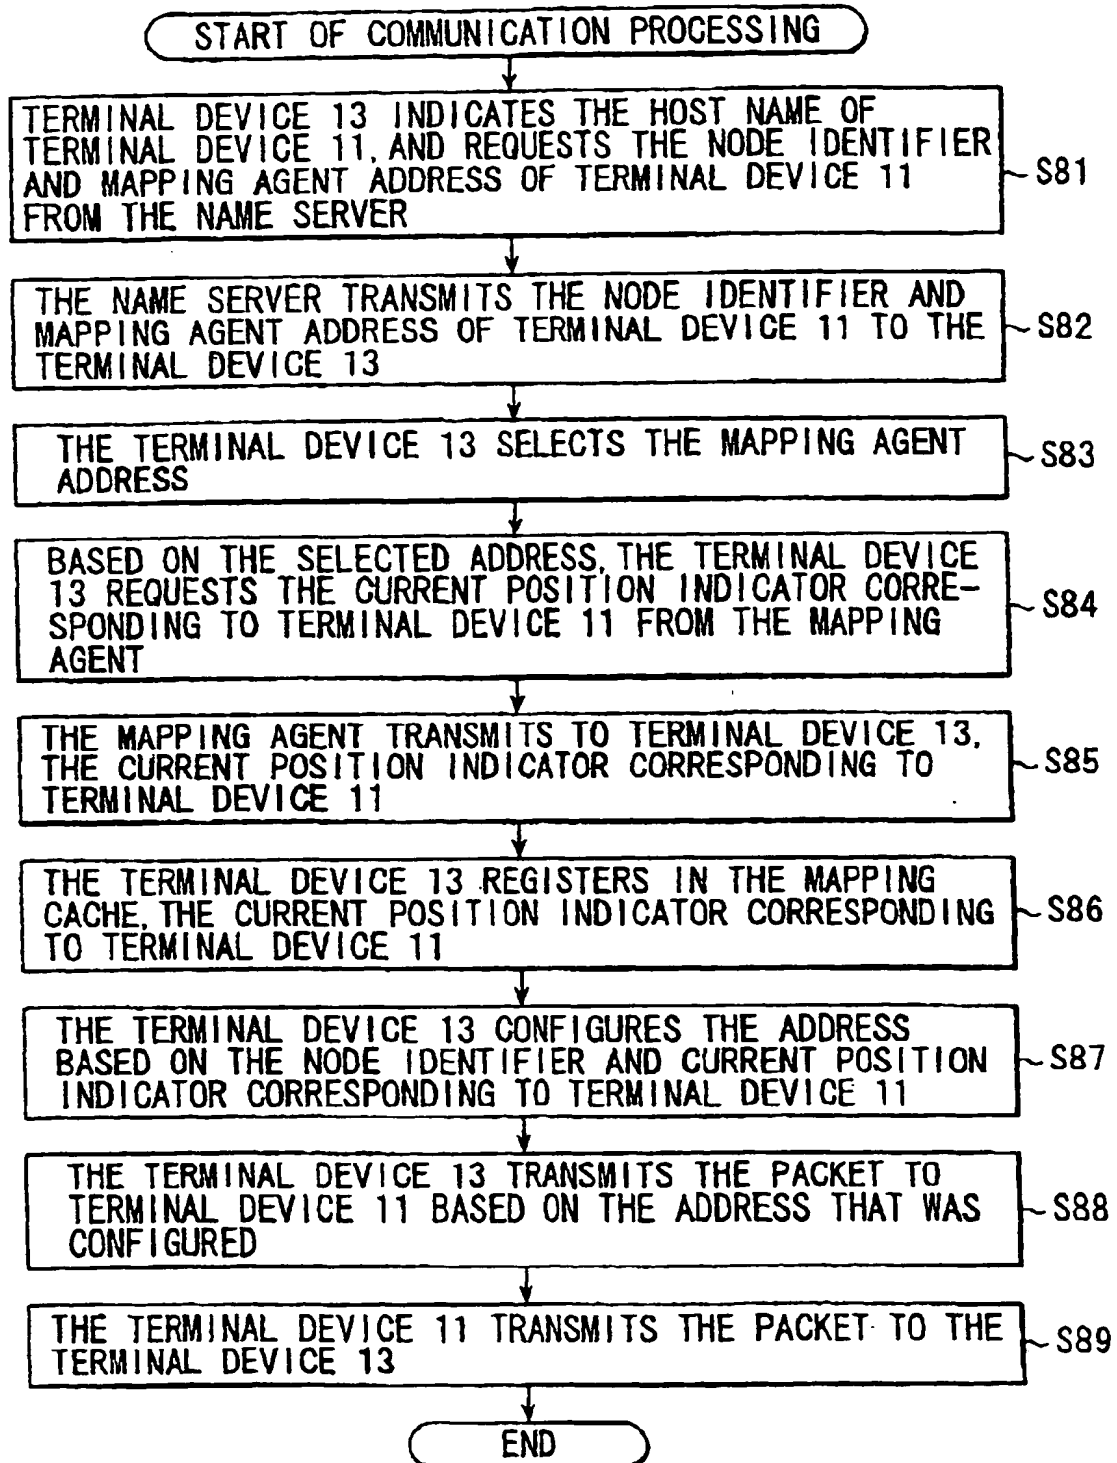 START OF COMMUNICATION PROCESSING
TERMINAL DEVICE 13 INDICATES THE HOST NAME OF
TERMINAL DEVICE 11, AND REQUESTS THE NODE IDENTIFIER
AND MAPPING AGENT ADDRESS OF TERMINAL DEVICE 11
FROM THE NAME SERVER
S81
THE NAME SERVER TRANSMITS THE NODE IDENTIFIER AND
MAPPING AGENT ADDRESS OF TERMINAL DEVICE 11 TO THE
TERMINAL DEVICE 13
S82
THE TERMINAL DEVICE 13 SELECTS THE MAPPING AGENT
ADDRESS
S83
BASED ON THE SELECTED ADDRESS, THE TERMINAL DEVICE
13 REQUESTS THE CURRENT POSITION INDICATOR CORRE-
SPONDING TO TERMINAL DEVICE 11 FROM THE MAPPING
AGENT
S84
THE MAPPING AGENT TRANSMITS TO TERMINAL DEVICE 13,
THE CURRENT POSITION INDICATOR CORRESPONDING TO
TERMINAL DEVICE 11
S85
THE TERMINAL DEVICE 13 REGISTERS IN THE MAPPING
CACHE, THE CURRENT POSITION INDICATOR CORRESPONDING
TO TERMINAL DEVICE 11
S86
THE TERMINAL DEVICE 13 CONFIGURES THE ADDRESS
BASED ON THE NODE IDENTIFIER AND CURRENT POSITION
INDICATOR CORRESPONDING TO TERMINAL DEVICE 11
S87
THE TERMINAL DEVICE 13 TRANSMITS THE PACKET TO
TERMINAL DEVICE 11 BASED ON THE ADDRESS THAT WAS
CONFIGURED
S88
THE TERMINAL DEVICE 11 TRANSMITS THE PACKET TO THE
TERMINAL DEVICE 13
S89
END